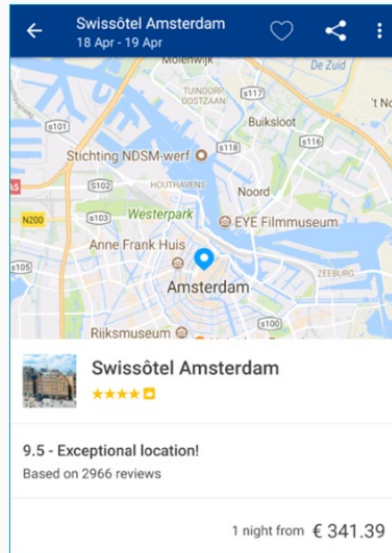 Swissôtel Amsterdam
18 Apr - 19 Apr
Molenwijk
De Zuid
TUINDORP
OOSTZAAN
s117
't No
Buiksloot
s101
s116
s118
Stichting NDSM-werf
A5
S102
HOUTHAVENS
Noord
N200
s103
Westerpark
EYE Filmmuseum
Anne Frank Huis
s105
ZEEBURG
Amsterdam
s100
Rijksmuseum
Swissôtel Amsterdam
9.5 - Exceptional location!
Based on 2966 reviews
1 night from € 341.39